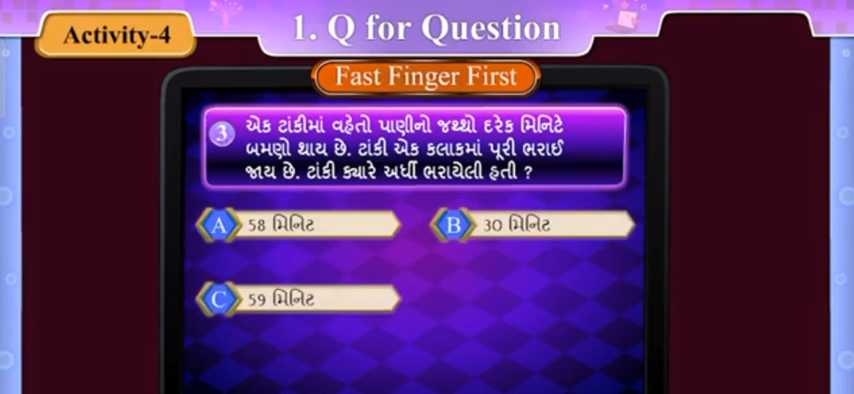 Activity-4
1. Q for Question
Fast Finger First
3 એક ટાંકીમાં વહેતો પાણીનો જથ્થો દરેક મિનિટે
બમણો થાય છે. ટાંકી એક કલાકમાં પૂરી ભરાઈ
જાય છે. ટાંકી ક્યારે અર્ધી ભરાયેલી હતી ?
A 58 મિનિટ
B 30 મિનિટ
C 59 મિનિટ